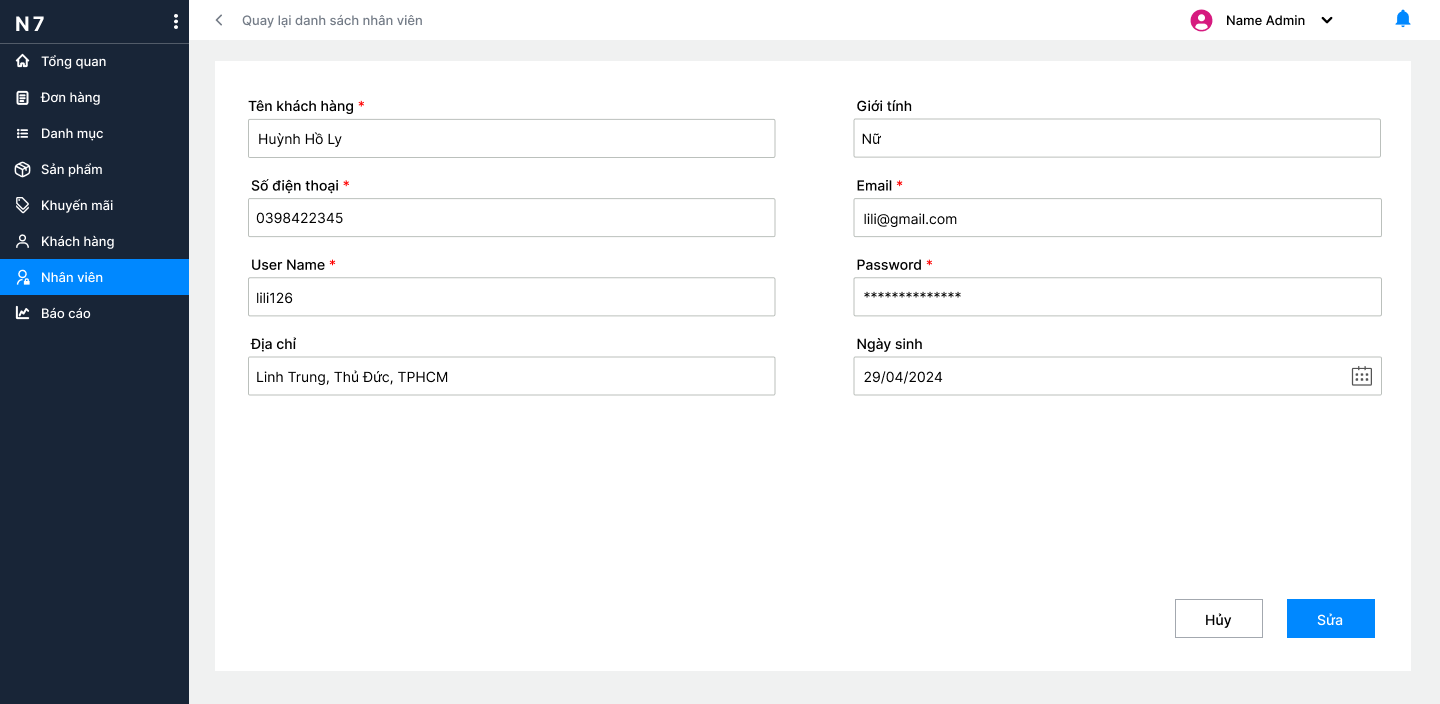 N7
Quay lại danh sách nhân viên
Name Admin
Tổng quan
Đơn hàng
Danh mục
Sản phẩm
Khuyến mãi
Khách hàng
Nhân viên
Báo cáo
Tên khách hàng *
Huỳnh Hồ Ly
Giới tính
Nữ
Số điện thoại *
0398422345
Email *
lili@gmail.com
User Name *
lili126
Password *
**************
Địa chỉ
Linh Trung, Thủ Đức, TPHCM
Ngày sinh
29/04/2024
Hủy
Sửa